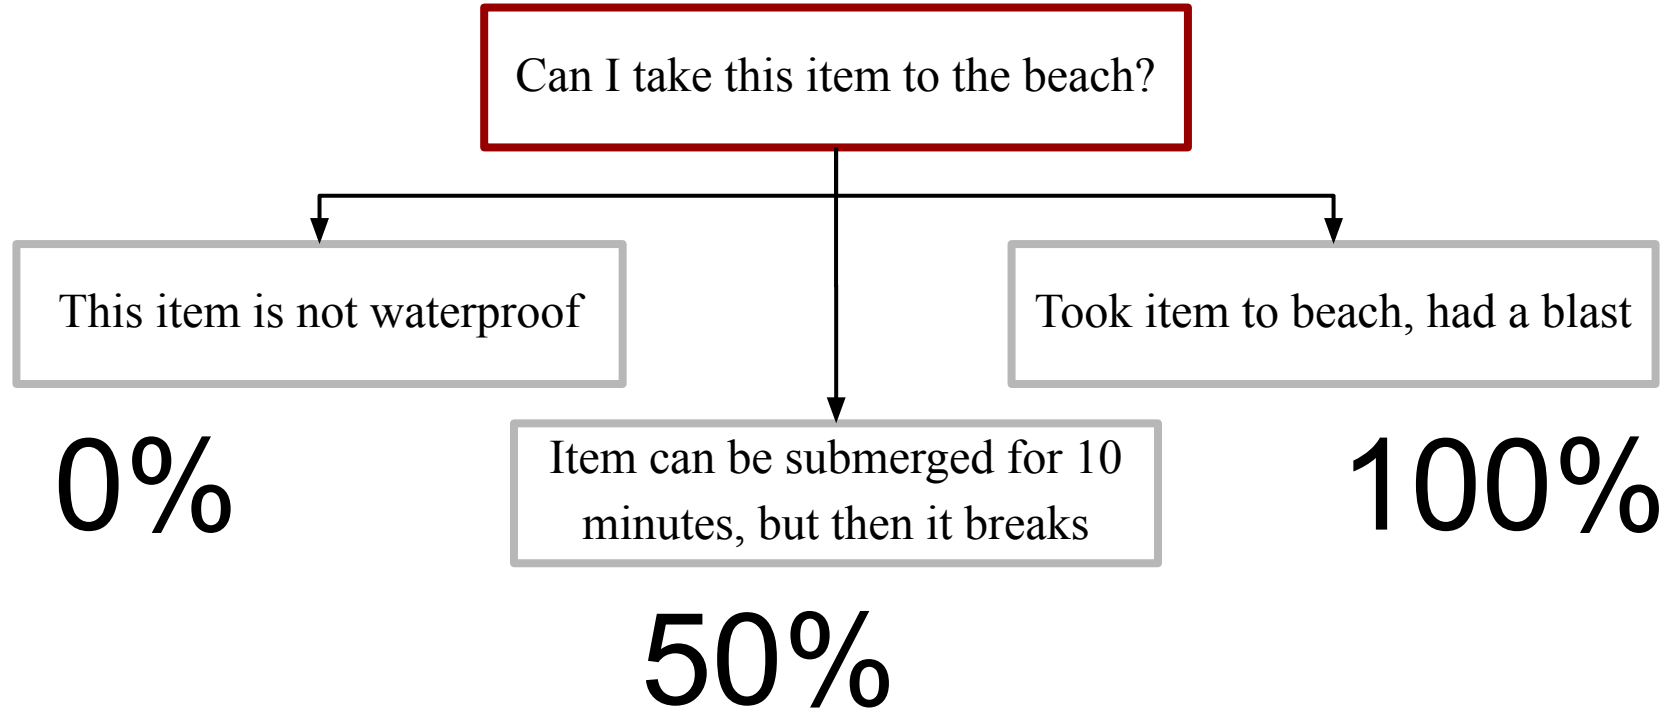 Can I take this item to the beach?
This item is not waterproof
0%
Item can be submerged for 10
minutes, but then it breaks
50%
Took item to beach, had a blast
100%